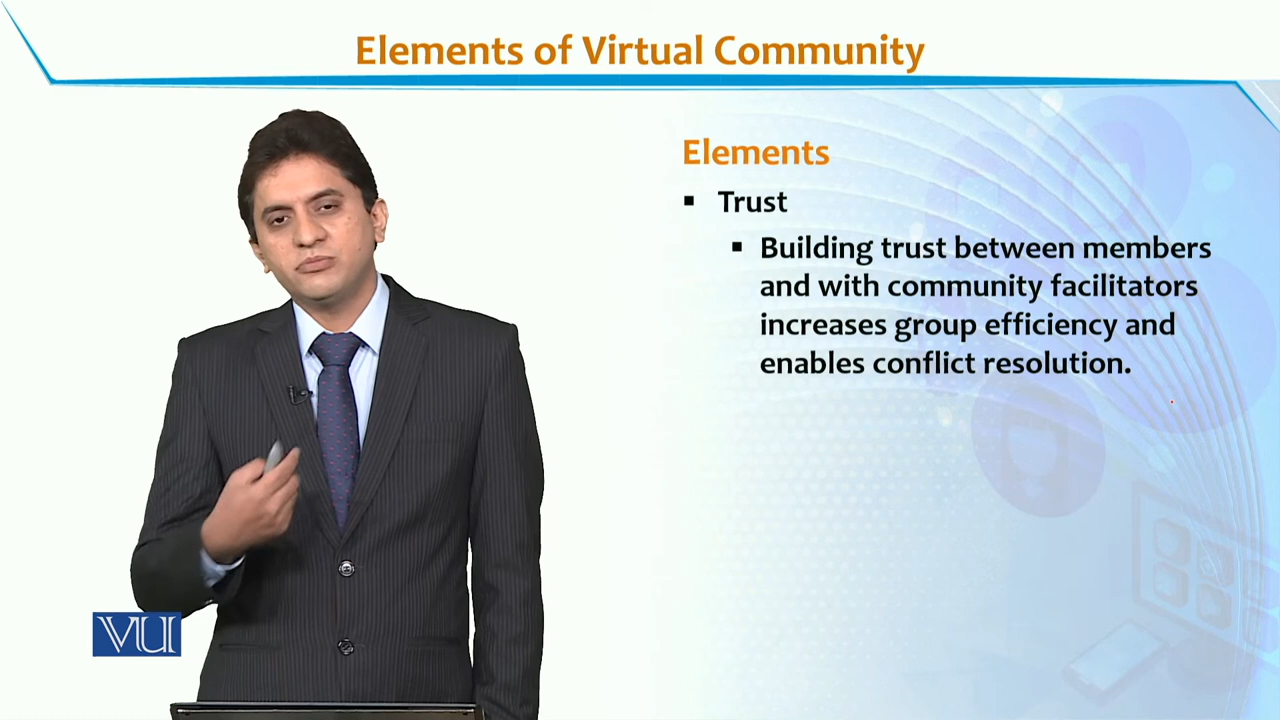 Elements of Virtual Community
Elements
Trust
Building trust between members
and with community facilitators
increases group efficiency and
enables conflict resolution.
VU